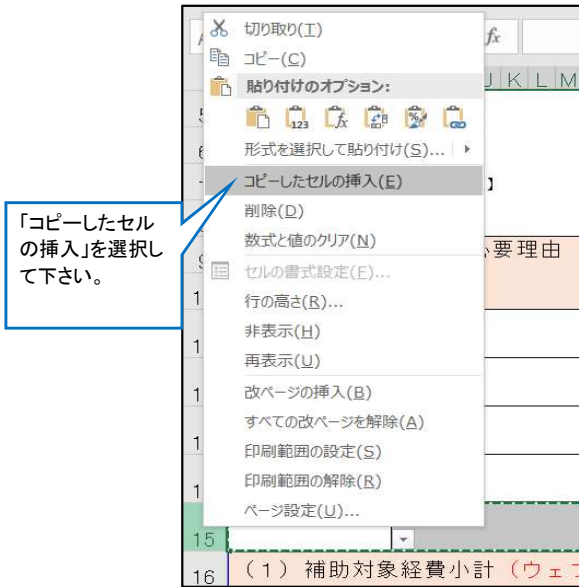 切り取り(T)
fx
コピー(C)
貼り付けのオプション:
J K L M
123
fx
%
形式を選択して貼り付け(S)...
コピーしたセルの挿入(E)
】
削除(D)
「コピーしたセル
の挿入」を選択し
て下さい。
数式と値のクリア(N)
要理由
セルの書式設定(F)...
行の高さ(R)...
非表示(H)
再表示(U)
改ページの挿入(B)
すべての改ページを解除(A)
印刷範囲の設定(S)
印刷範囲の解除(R)
ページ設定(U)...
15
16
(1)補助対象経費小計(ウェブ